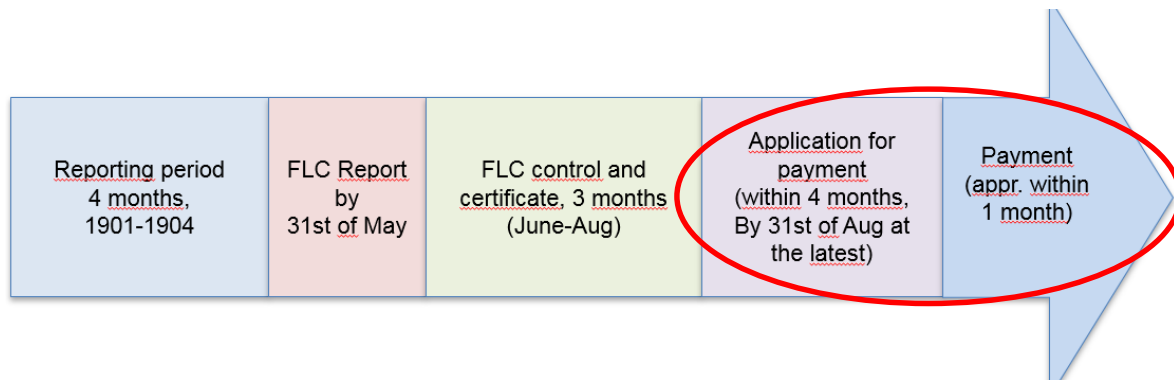 Reporting period
4 months,
1901-1904
FLC Report
by
31st of May
FLC control and
certificate, 3 months
(June-Aug)
Application for
payment
(within 4 months,
By 31st of Aug at
the latest)
Payment
(appr. within
1 month)